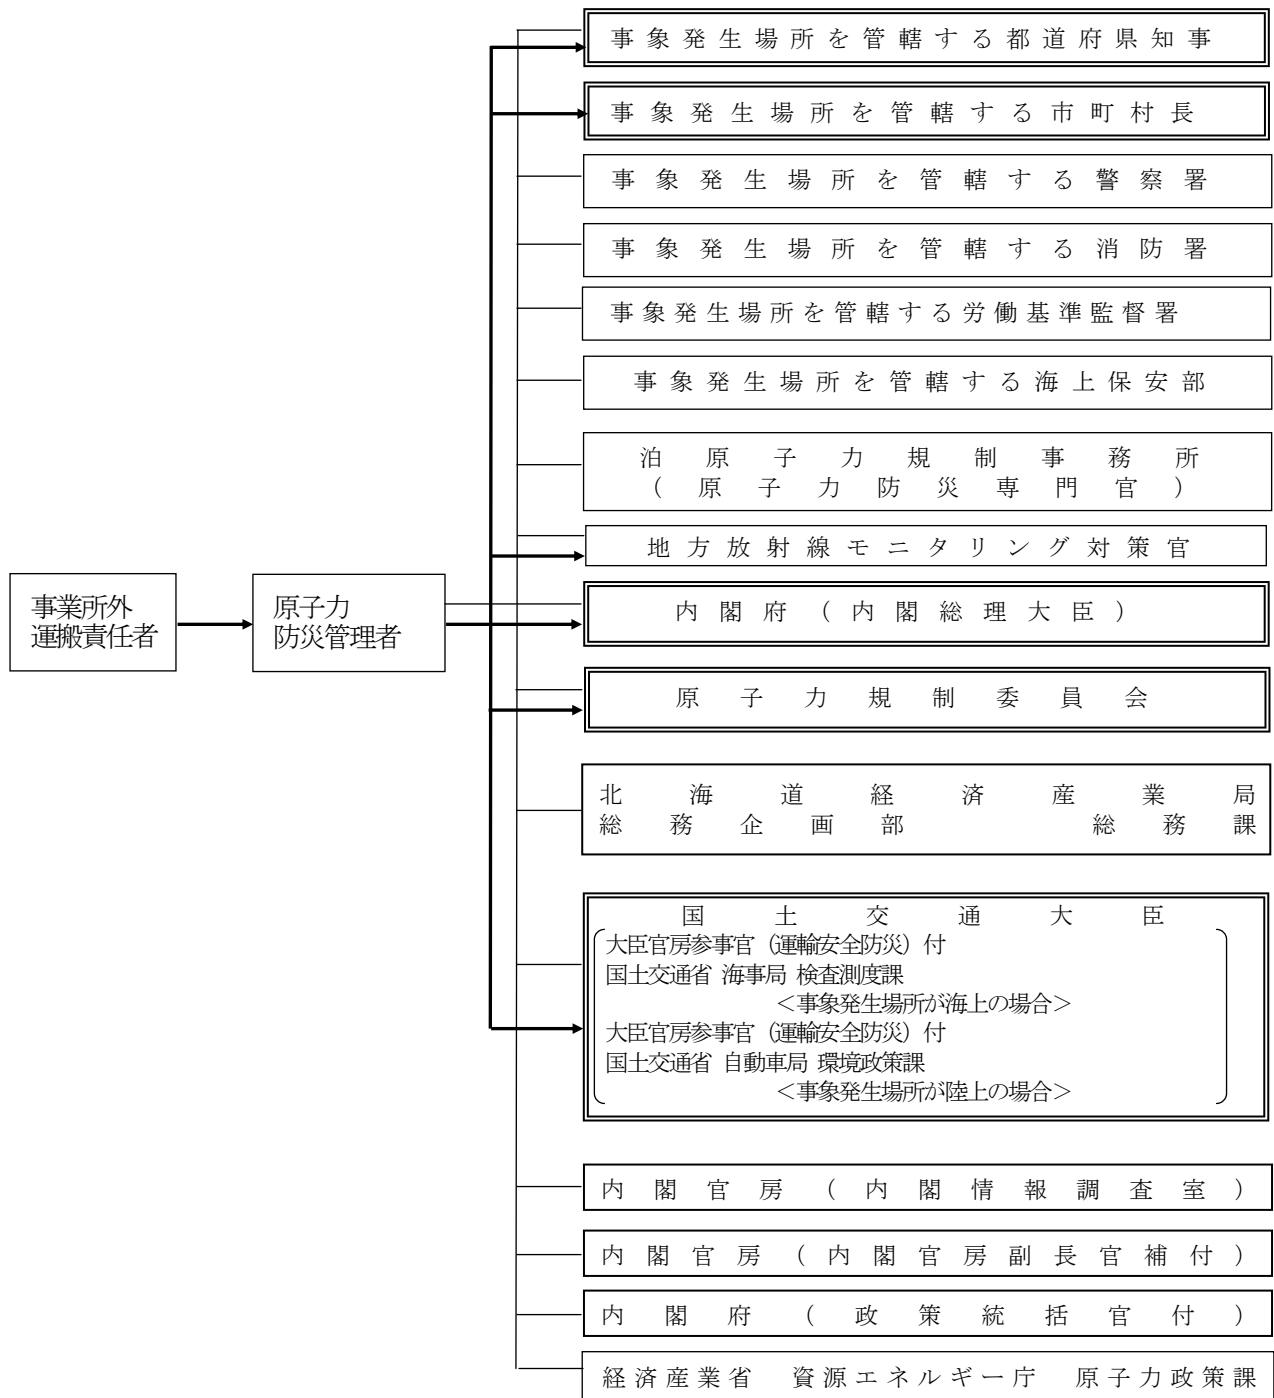 事象発生場所を管轄する都道府県知事
事象発生場所を管轄する市町村長
事象発生場所を管轄する警察署
事象発生場所を管轄する消防署
事象発生場所を管轄する労働基準監督署
事象発生場所を管轄する海上保安部
泊原子力規制事務所
（原子力防災専門官）
地方放射線モニタリング対策官
事業所外
運搬責任者
原子力
防災管理者
内閣府（内閣総理大臣）
原子力規制委員会
北海道経済産業局
総務企画部　総務課
国土交通大臣
大臣官房参事官（運輸安全防災）付
国土交通省 海事局 検査測度課
＜事象発生場所が海上の場合＞
大臣官房参事官（運輸安全防災）付
国土交通省 自動車局 環境政策課
＜事象発生場所が陸上の場合＞
内閣官房（内閣情報調査室）
内閣官房（内閣官房副長官補付）
内閣府（政策統括官付）
経済産業省　資源エネルギー庁　原子力政策課